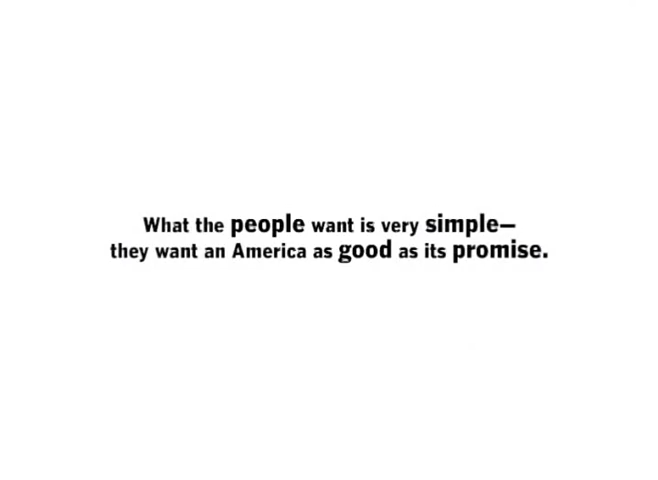 What the people want is very simple—
they want an America as good as its promise.